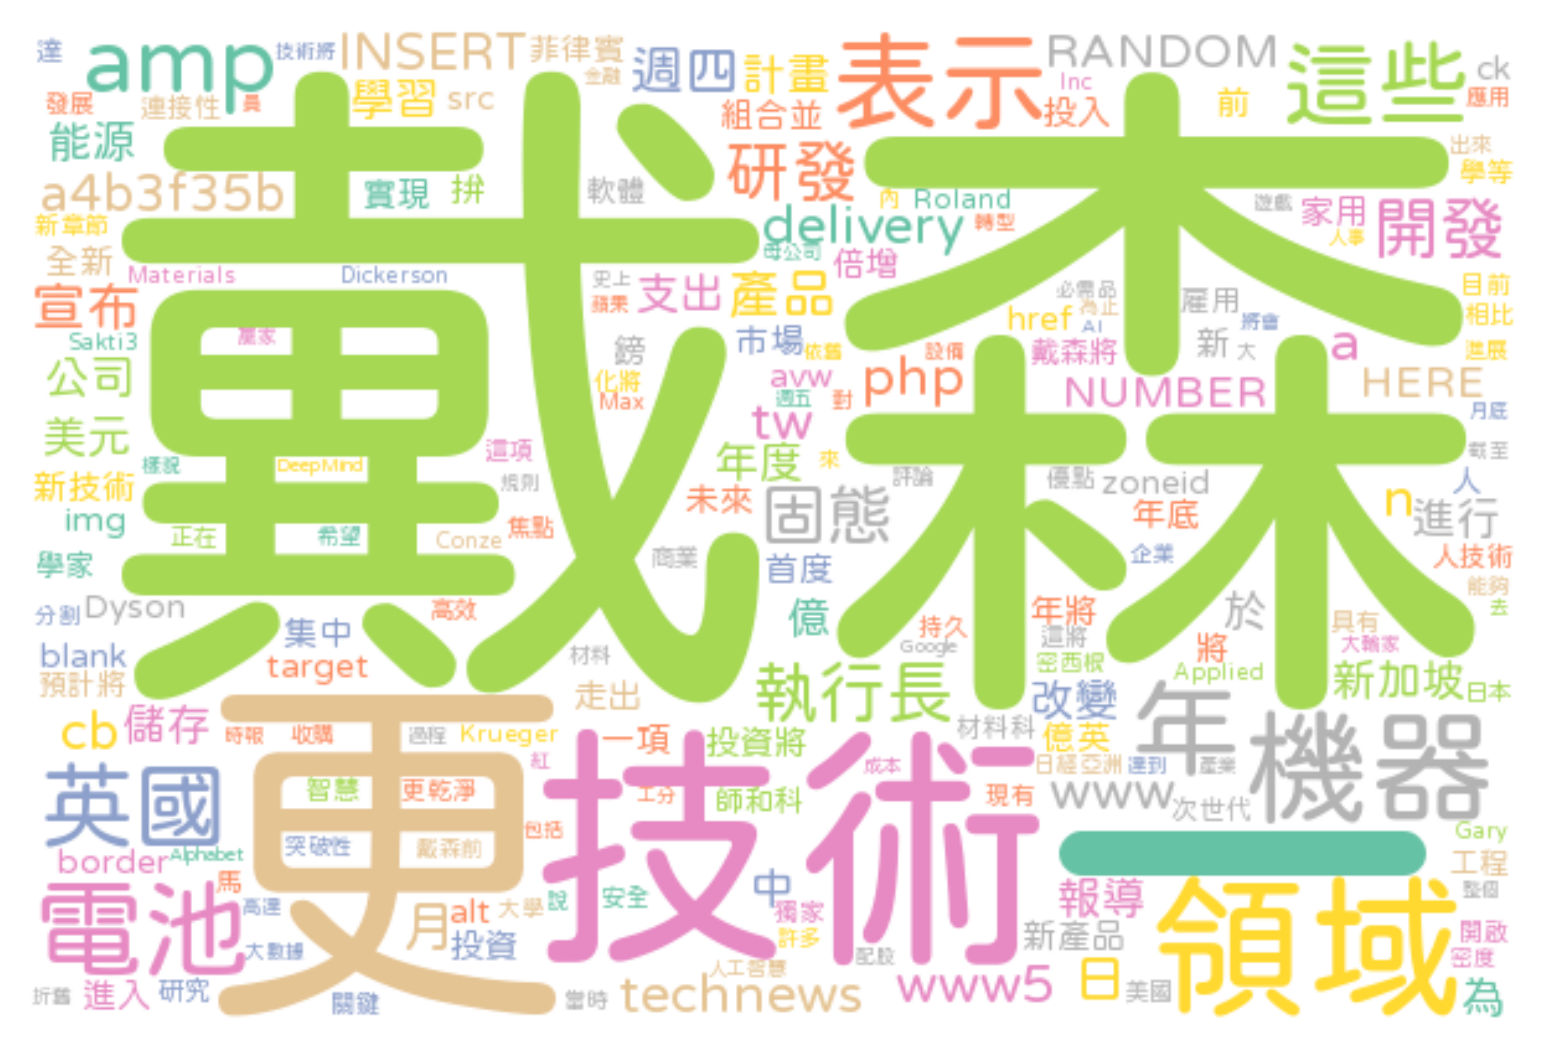 達
amp
技術將
INSERT
菲律賓
金融
週四
計畫
表示
RANDOM
Inc
這些
ck
應用
發展
連接性
員
學習
src
組合並
投入
前
能源
研發
出來
學等
a4b3f35b
實現
拚
軟體
內
Roland
遊戲
家用
開發
新章節
delivery
轉型
人事
全新
Materials
Dickerson
母公司
倍增
戴森
宣布
史上
蘋果
支出
產品
必需品
為止
雇用
目前
相比
href
AI
將會
Sakti3
贏家
鎊
市場
依舊
設備
戴森將
新
大
a
進展
公司
化將
Max
avw
週五
對
php
NUMBER
HERE
美元
tw
月底
樣貌
DeepMind
這項
年度
來
評論
優點
zoneid
截至
人
新技術
規則
未來
固態
n
進行
img
正在
希望
Conze
焦點
年底
企業
人技術
學家
商業
首度
能夠
去
分割
Dyson
高效
億
持久
年將
於
具有
集中
Google
這將
將
大輸家
blank
target
材料
密西根
Applied
新加坡
日本
預計將
走出
執行長
改變
年
cb
儲存
時報
收購
過程
Krueger
紅
一項
投資將
材料科
億英
機器
英國
更
智慧
更乾淨
技術
工分
成本
師和科
現有
日經亞洲
達到
產業
www
次世代
突破性
戴森前
包括
一
Gary
border
Alphabet
工程
電池
馬
高達
月
alt
大學
說
安全
中
獨家
許多
報導
領域
整個
大數據
投資
新產品
開啟
密度
配股
人工智慧
折舊
進入
研究
關鍵
當時
technews
www5
日
美國
為